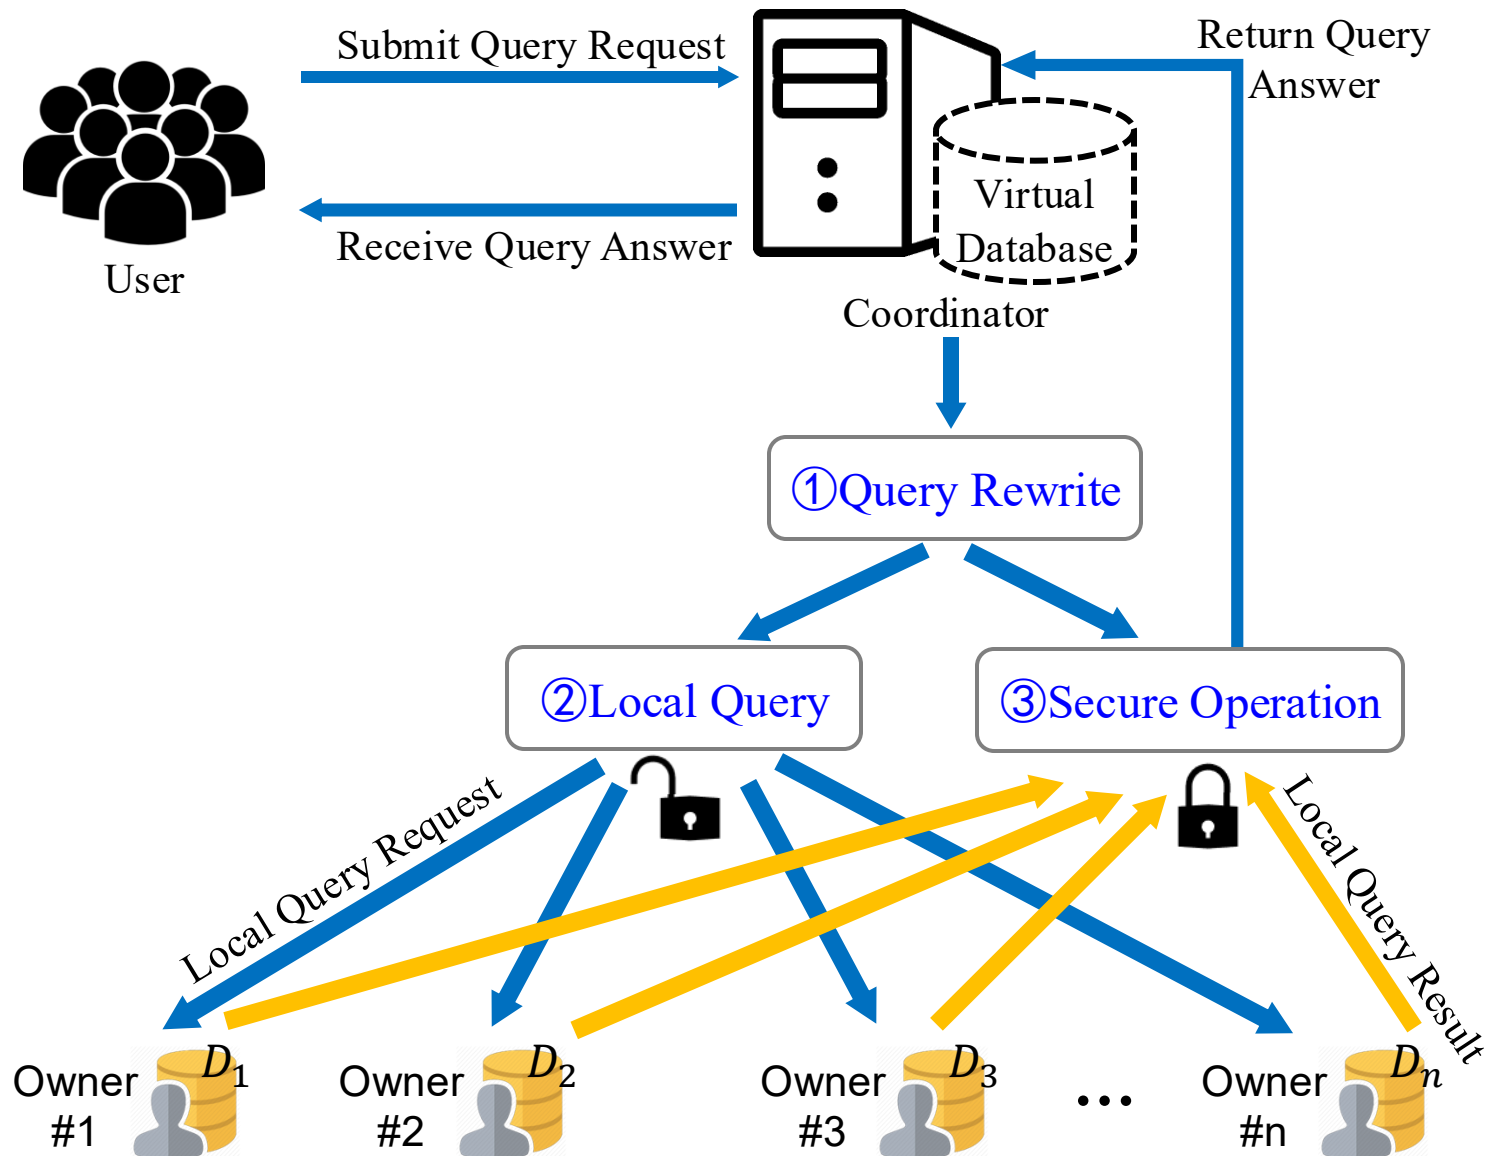 Submit Query Request
Return Query
Answer
Receive Query Answer
User
Virtual
Database
Coordinator
①Query Rewrite
②Local Query
③Secure Operation
Local Query Request
Local Query Result
Owner
#1
D₁
Owner
#2
D₂
Owner
#3
D₃
...
Owner
#n
Dₙ